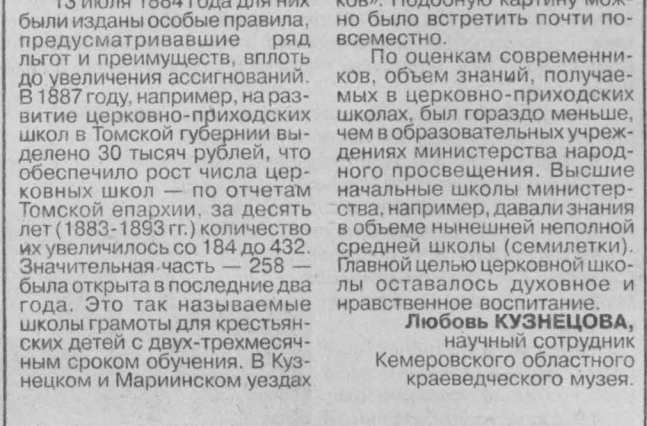 13 июля 1884 года для них
были изданы особые правила,
предусматривавшие ряд
льгот и преимуществ, вплоть
до увеличения ассигнований.
В 1887 году, например, на раз-
витие церковно-приходских
школ в Томской губернии вы-
делено 30 тысяч рублей, что
обеспечило рост числа цер-
ковных школ — по отчетам
Томской епархии, за десять
лет (1883-1893 гг.) количество
их увеличилось со 184 до 432.
Значительная часть — 258 —
была открыта в последние два
года. Это так называемые
школы грамоты для крестьян-
ских детей с двух-трехмесяч-
ным сроком обучения. В Куз-
нецком и Мариинском уездах
ков». Подобную картину мож-
но было встретить почти по-
всеместно.
По оценкам современни-
ков, объем знаний, получае-
мых в церковно-приходских
школах, был гораздо меньше,
чем в образовательных учреж-
дениях министерства народ-
ного просвещения. Высшие
начальные школы министер-
ства, например, давали знания
в объеме нынешней неполной
средней школы (семилетки).
Главной целью церковной шко-
лы оставалось духовное и
нравственное воспитание.
Любовь КУЗНЕЦОВА,
научный сотрудник
Кемеровского областного
краеведческого музея.